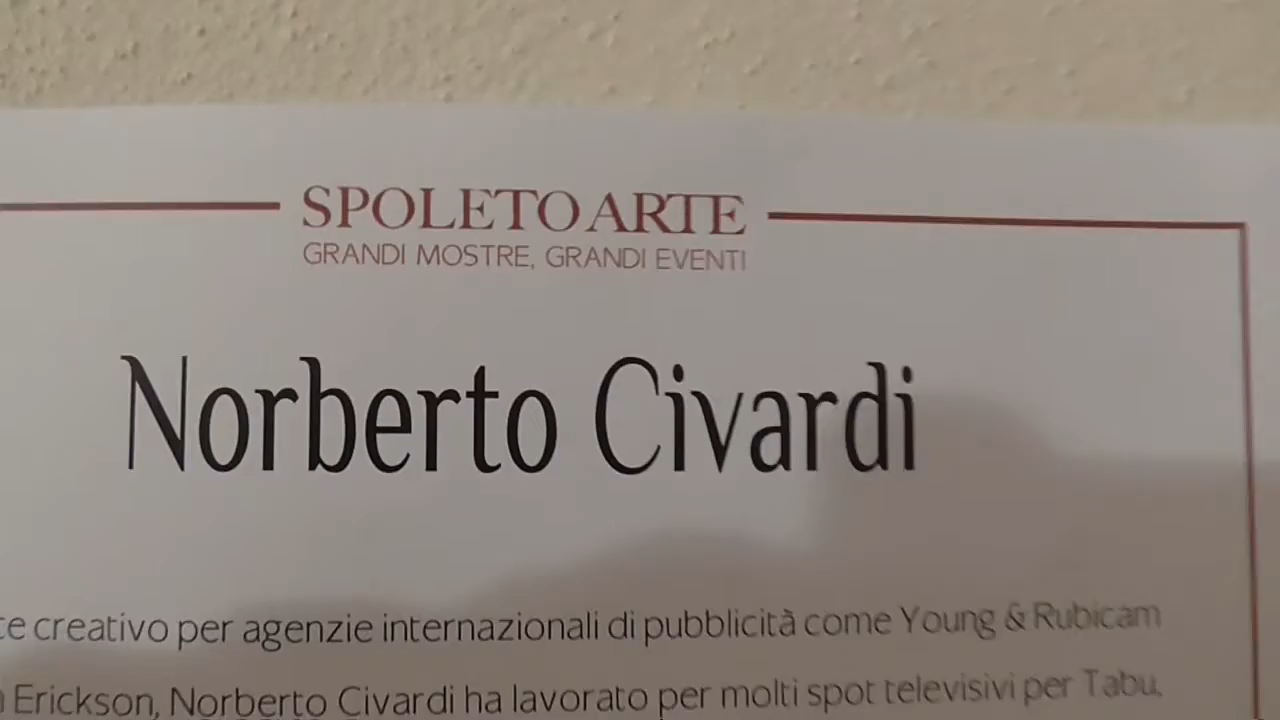 SPOLETO ARTE
GRANDI MOSTRE, GRANDI EVENTI
Norberto Civardi
creativo per agenzie internazionali di pubblicità come Young & Rubicam
Erickson, Norberto Civardi ha lavorato per molti spot televisivi per Tabu,